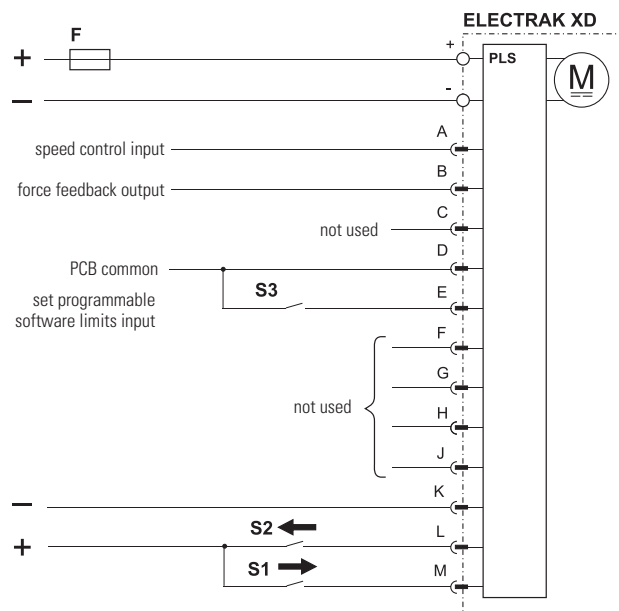 ELECTRAK XD
F
+
PLS
+
M
-
–
A
speed control input
B
force feedback output
C
not used
D
PCB common
S3
E
set programmable
software limits input
F
G
not used
H
J
K
–
S2
L
+
S1
M